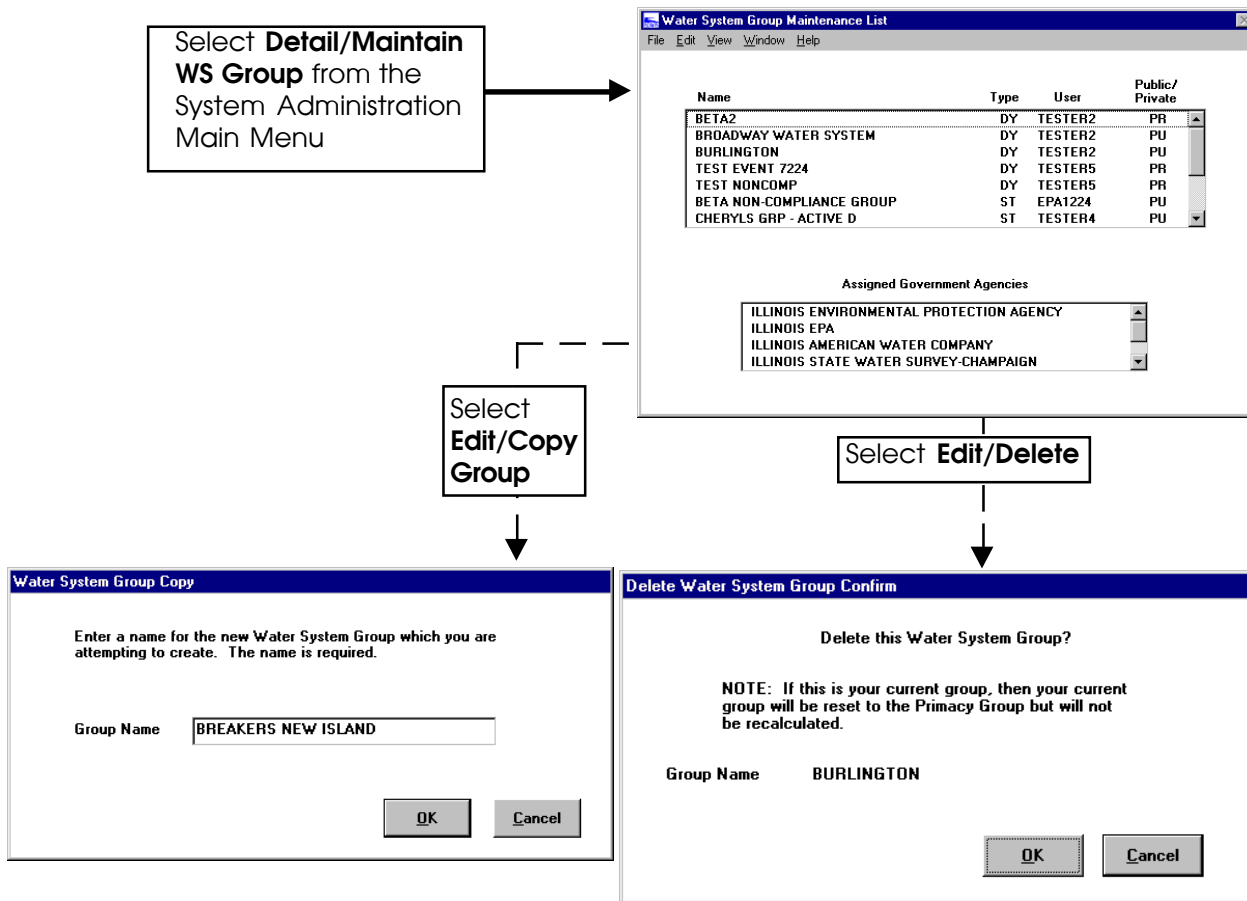 Select Detail/Maintain
WS Group from the
System Administration
Main Menu
Water System Group Maintenance List
File Edit View Window Help
Name Type User Public/
Private
BETA2 DY TESTER2 PR
BROADWAY WATER SYSTEM DY TESTER2 PU
BURLINGTON DY TESTER2 PU
TEST EVENT 7224 DY TESTER5 PR
TEST NONCOMP DY TESTER5 PR
BETA NON-COMPLIANCE GROUP ST EPA1224 PU
CHERYLS GRP - ACTIVE D ST TESTER4 PU
Assigned Government Agencies
ILLINOIS ENVIRONMENTAL PROTECTION AGENCY
ILLINOIS EPA
ILLINOIS AMERICAN WATER COMPANY
ILLINOIS STATE WATER SURVEY-CHAMPAIGN
Select
Edit/Copy
Group
Select Edit/Delete
Water System Group Copy
Enter a name for the new Water System Group which you are
attempting to create. The name is required.
Group Name BREAKERS NEW ISLAND
OK Cancel
Delete Water System Group Confirm
Delete this Water System Group?
NOTE: If this is your current group, then your current
group will be reset to the Primacy Group but will not
be recalculated.
Group Name BURLINGTON
OK Cancel